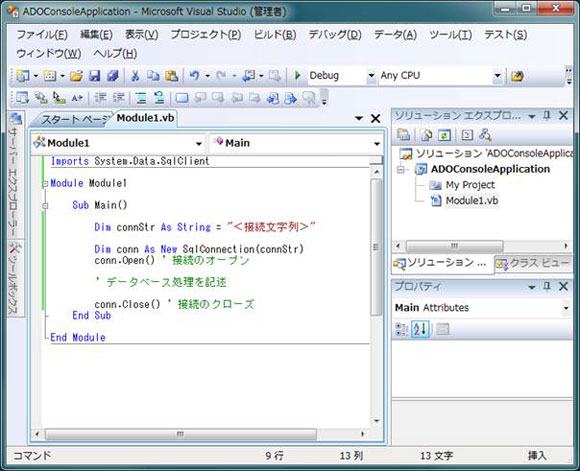 ADOConsoleApplication - Microsoft Visual Studio (管理者)
ファイル(F) 編集(E) 表示(V) プロジェクト(P) ビルド(B) デバッグ(D) データ(A) ツール(T) テスト(S)
ウィンドウ(W) ヘルプ(H)
Debug Any CPU
サーバー エクスプローラー
ツールボックス
スタート ページ Module1.vb
Module1 Main
Imports System.Data.SqlClient
Module Module1
Sub Main()
Dim connStr As String = "<接続文字列>"
Dim conn As New SqlConnection(connStr)
conn.Open() ' 接続のオープン
' データベース処理を記述
conn.Close() ' 接続のクローズ
End Sub
End Module
ソリューション エクスプロ...
ソリューション 'ADOConsoleApplica
ADOConsoleApplication
My Project
Module1.vb
ソリューション ... クラス ビュー
プロパティ
Main Attributes
コマンド 9 行 13 列 13 文字 挿入